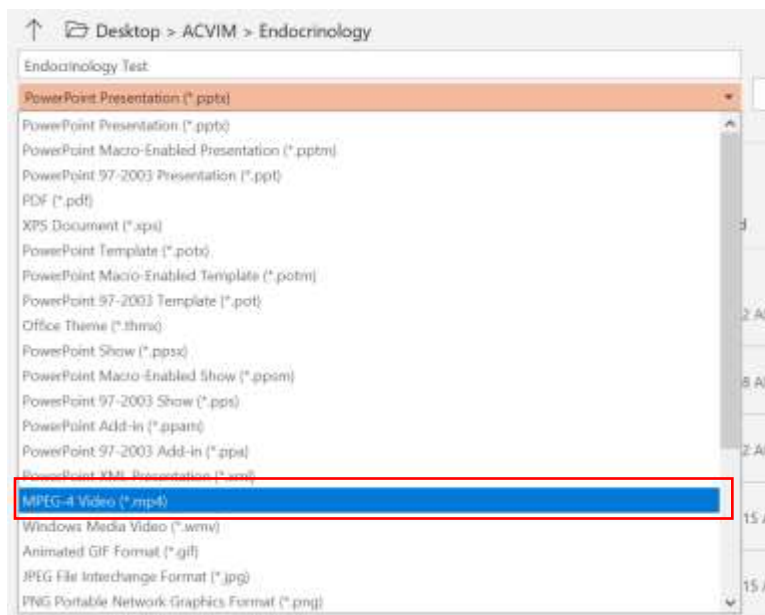 Desktop > ACVIM > Endocrinology
Endocrinology Test
PowerPoint Presentation (*.pptx)
PowerPoint Presentation (*.pptx)
PowerPoint Macro-Enabled Presentation (*.pptm)
PowerPoint 97-2003 Presentation (*.ppt)
PDF (*.pdf)
XPS Document (*.xps)
PowerPoint Template (*.potx)
PowerPoint Macro-Enabled Template (*.potm)
PowerPoint 97-2003 Template (*.pot)
Office Theme (*.thmx)
PowerPoint Show (*.ppsx)
PowerPoint Macro-Enabled Show (*.ppsm)
PowerPoint 97-2003 Show (*.pps)
PowerPoint Add-in (*.ppam)
PowerPoint 97-2003 Add-in (*.ppa)
PowerPoint XML Presentation (*.xml)
MPEG-4 Video (*.mp4)
Windows Media Video (*.wmv)
Animated GIF Format (*.gif)
JPEG File Interchange Format (*.jpg)
PNG Portable Network Graphics Format (*.png)